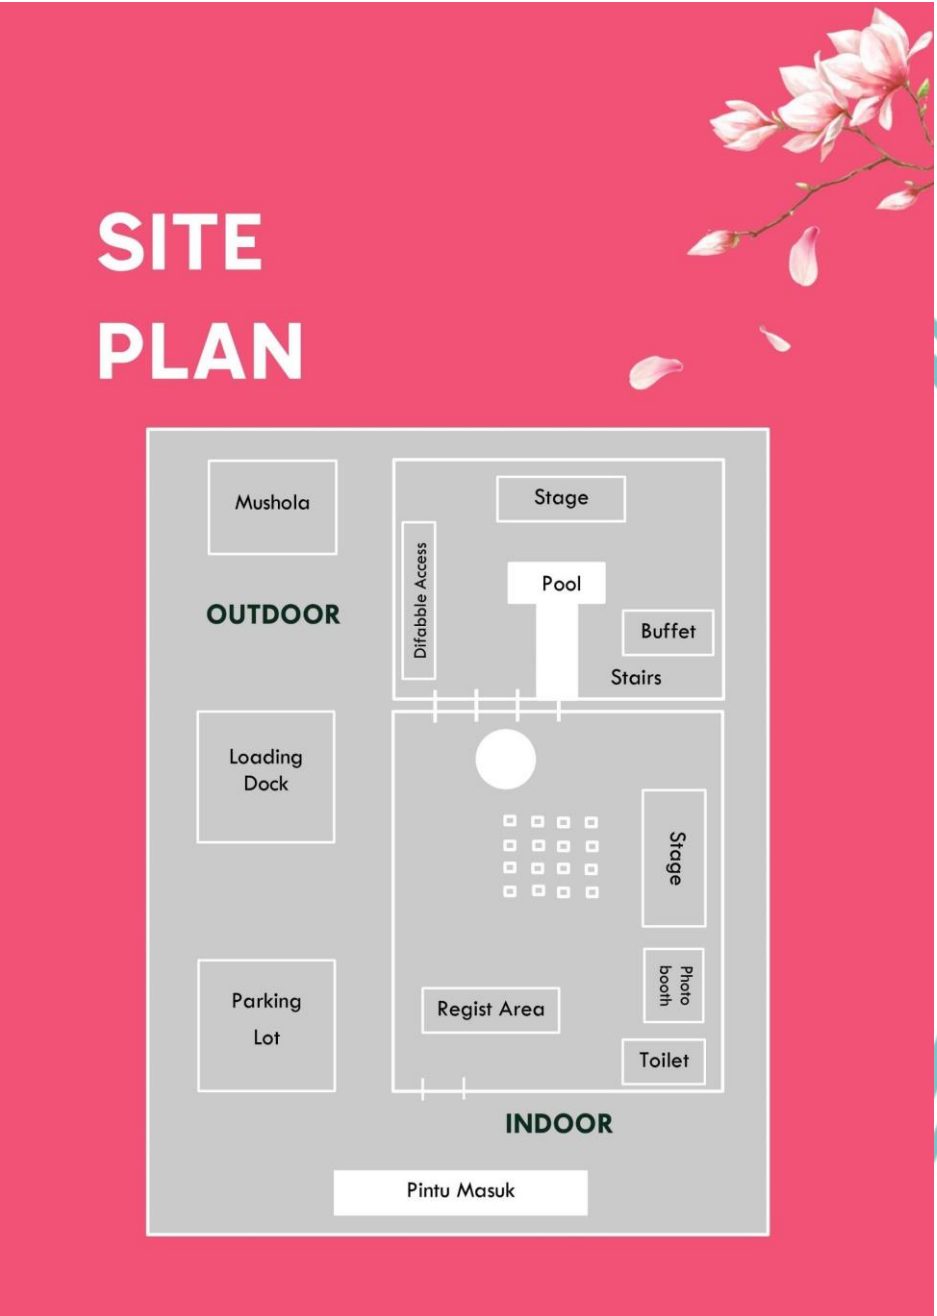 SITE
PLAN
Mushola
Stage
Difabble Access
Pool
OUTDOOR
Buffet
Stairs
Loading
Dock
Stage
Photo
booth
Parking
Lot
Regist Area
Toilet
INDOOR
Pintu Masuk